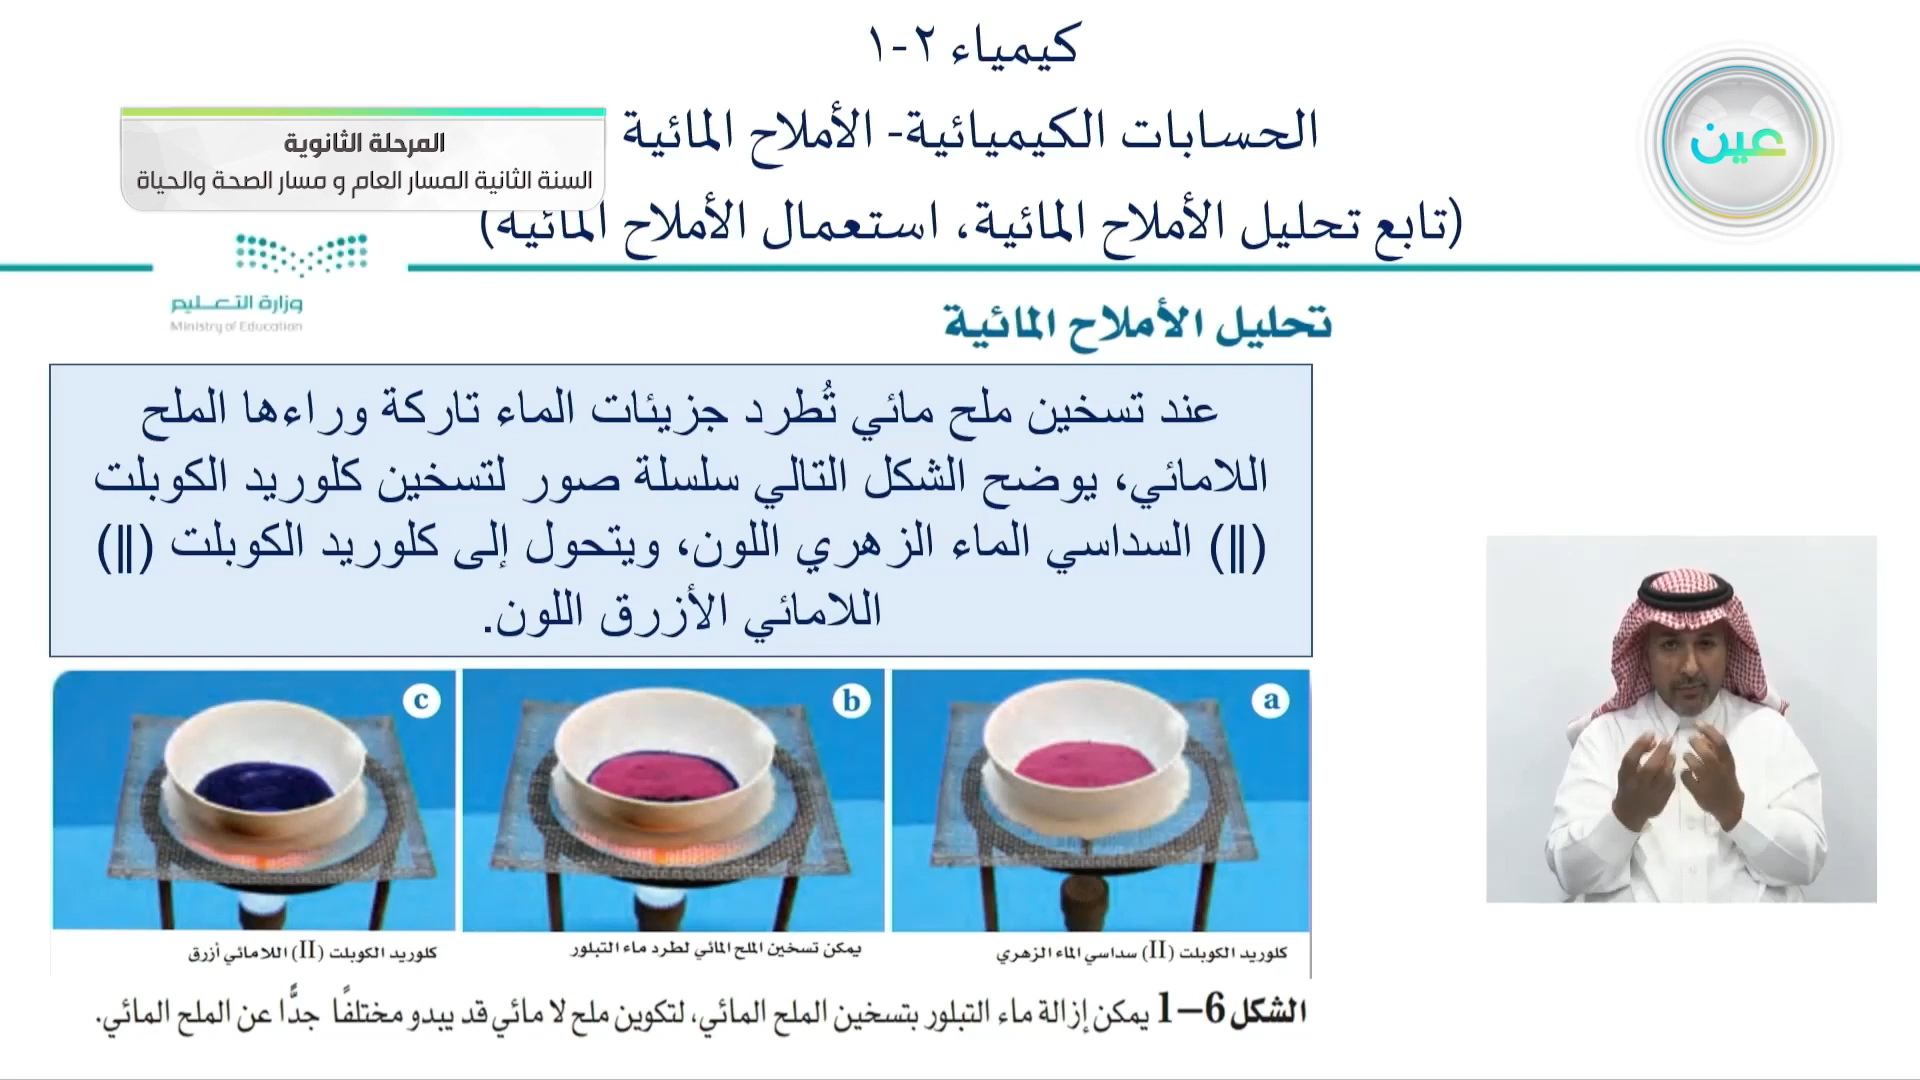 كيمياء ٢-١
الحسابات الكيميائية- الأملاح المائية
(تابع تحليل الأملاح المائية، استعمال الأملاح المائية)
عين
المرحلة الثانوية
السنة الثانية المسار العام و مسار الصحة والحياة
وزارة التعليم
Ministry of Education
تحليل الأملاح المائية
عند تسخين ملح مائي تُطرد جزيئات الماء تاركة وراءها الملح
اللامائي، يوضح الشكل التالي سلسلة صور لتسخين كلوريد الكوبلت
(||) السداسي الماء الزهري اللون، ويتحول إلى كلوريد الكوبلت (||)
اللامائي الأزرق اللون.
a
b
c
كلوريد الكوبلت (II) سداسي الماء الزهري
يمكن تسخين الملح المائي لطرد ماء التبلور
كلوريد الكوبلت (II) اللامائي أزرق
الشكل 6–1 يمكن إزالة ماء التبلور بتسخين الملح المائي، لتكوين ملح لا مائي قد يبدو مختلفًا جدًّا عن الملح المائي.